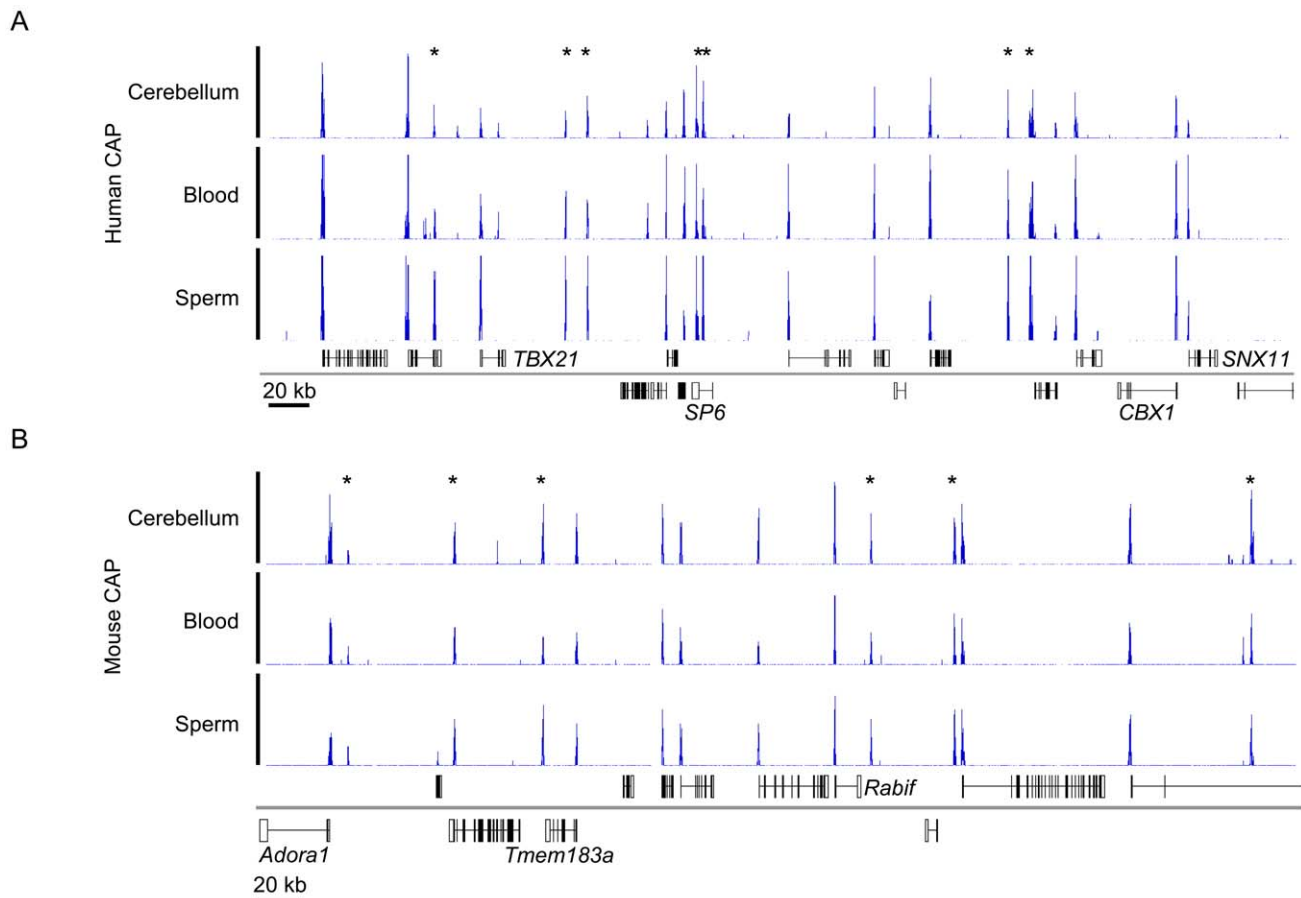 A
* * * ** * *
Human CAP
Cerebellum
Blood
Sperm
TBX21
SNX11
20 kb
SP6
CBX1
B
* * * * * *
Mouse CAP
Cerebellum
Blood
Sperm
Rabif
Adora1
Tmem183a
20 kb